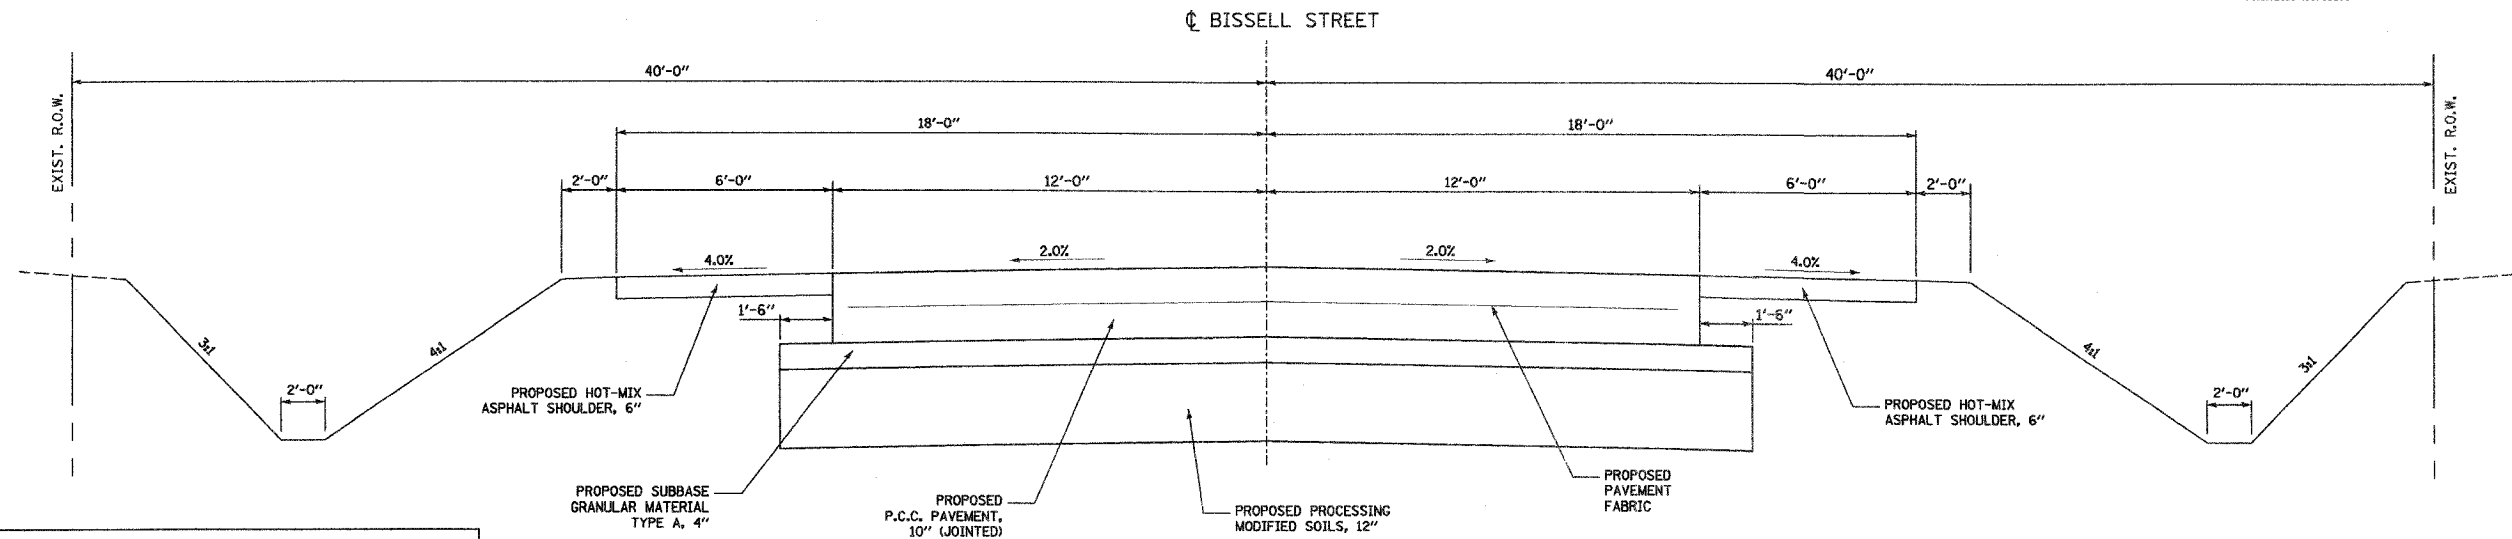 ℄ BISSELL STREET
40'-0"
40'-0"
EXIST. R.O.W.
EXIST. R.O.W.
18'-0"
18'-0"
2'-0"
6'-0"
12'-0"
12'-0"
6'-0"
2'-0"
4.0%
2.0%
2.0%
4.0%
1'-6"
1'-6"
3:1
4:1
4:1
3:1
2'-0"
2'-0"
PROPOSED HOT-MIX
ASPHALT SHOULDER, 6"
PROPOSED HOT-MIX
ASPHALT SHOULDER, 6"
PROPOSED SUBBASE
GRANULAR MATERIAL
TYPE A, 4"
PROPOSED
P.C.C. PAVEMENT,
10" (JOINTED)
PROPOSED PROCESSING
MODIFIED SOILS, 12"
PROPOSED
PAVEMENT
FABRIC